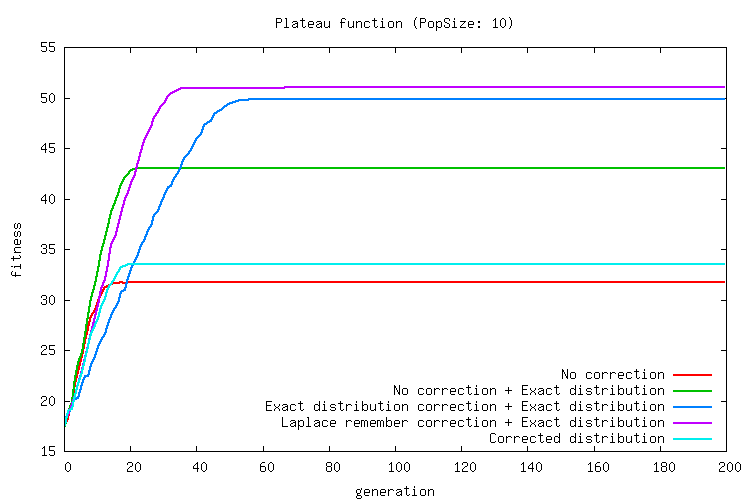 Plateau function (PopSize: 10)
55
50
45
40
35
30
25
20
15
fitness
No correction
No correction + Exact distribution
Exact distribution correction + Exact distribution
Laplace remember correction + Exact distribution
Corrected distribution
0 20 40 60 80 100 120 140 160 180 200
generation